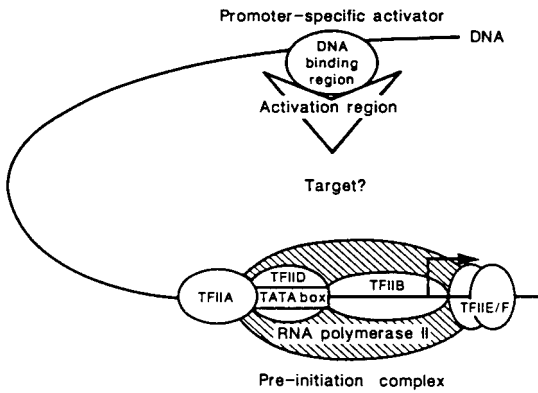 Promoter-specific activator
DNA
DNA
binding
region
Activation region
Target?
TFIID
TFIIA
TATA box
TFIIB
TFIIE/F
RNA polymerase II
Pre-initiation complex